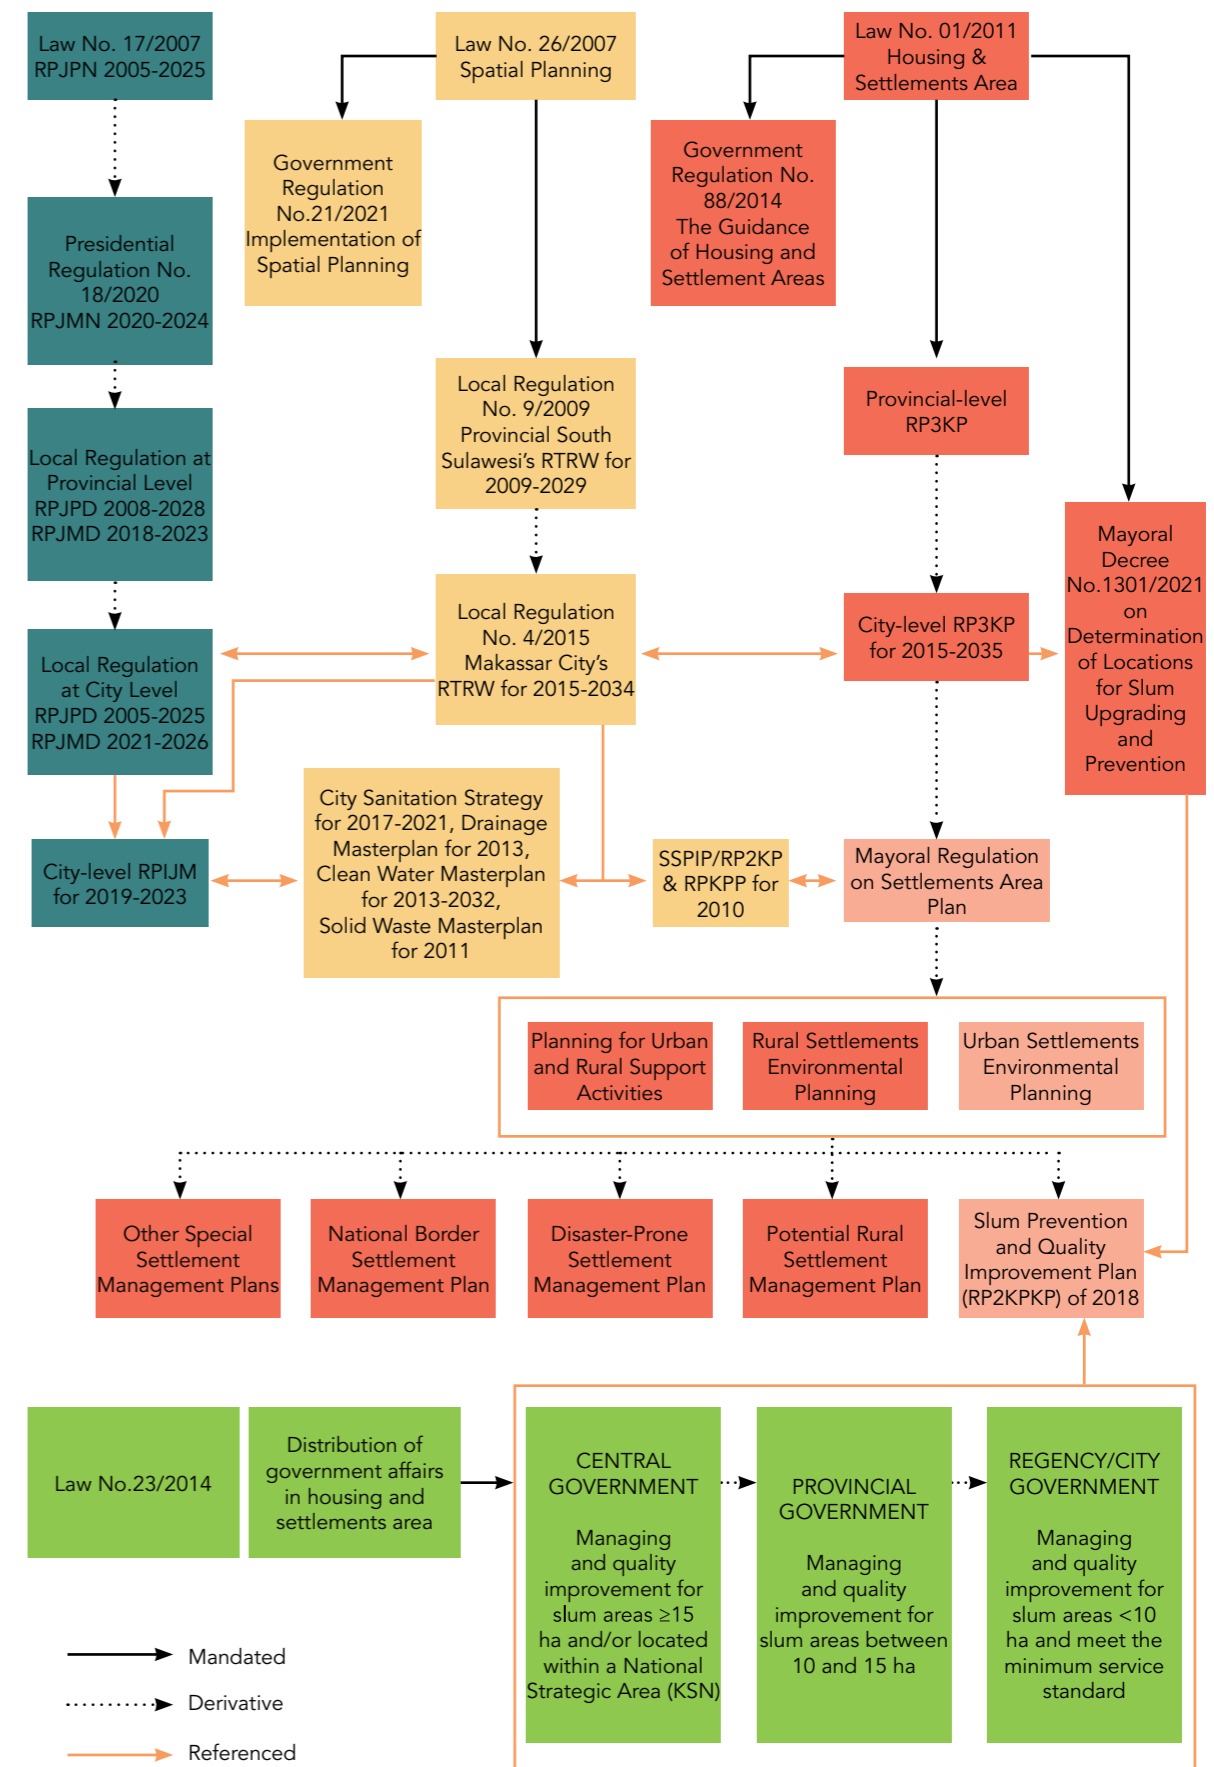 Law No. 17/2007
RPJPN 2005-2025
Law No. 26/2007
Spatial Planning
Law No. 01/2011
Housing &
Settlements Area
Government
Regulation
No.21/2021
Implementation of
Spatial Planning
Government
Regulation No.
88/2014
The Guidance
of Housing and
Settlement Areas
Presidential
Regulation No.
18/2020
RPJMN 2020-2024
Local Regulation
No. 9/2009
Provincial South
Sulawesi's RTRW for
2009-2029
Provincial-level
RP3KP
Local Regulation at
Provincial Level
RPJPD 2008-2028
RPJMD 2018-2023
Mayoral
Decree
No.1301/2021
on
Determination
of Locations
for Slum
Upgrading
and
Prevention
Local Regulation
at City Level
RPJPD 2005-2025
RPJMD 2021-2026
Local Regulation
No. 4/2015
Makassar City's
RTRW for 2015-2034
City-level RP3KP
for 2015-2035
City-level RPIJM
for 2019-2023
City Sanitation Strategy
for 2017-2021, Drainage
Masterplan for 2013,
Clean Water Masterplan
for 2013-2032,
Solid Waste Masterplan
for 2011
SSPIP/RP2KP
& RPKPP for
2010
Mayoral Regulation
on Settlements Area
Plan
Planning for Urban
and Rural Support
Activities
Rural Settlements
Environmental
Planning
Urban Settlements
Environmental
Planning
Other Special
Settlement
Management Plans
National Border
Settlement
Management Plan
Disaster-Prone
Settlement
Management Plan
Potential Rural
Settlement
Management Plan
Slum Prevention
and Quality
Improvement Plan
(RP2KPKP) of 2018
Law No.23/2014
Distribution of
government affairs
in housing and
settlements area
CENTRAL
GOVERNMENT
Managing
and quality
improvement for
slum areas ≥15
ha and/or located
within a National
Strategic Area (KSN)
PROVINCIAL
GOVERNMENT
Managing
and quality
improvement for
slum areas between
10 and 15 ha
REGENCY/CITY
GOVERNMENT
Managing
and quality
improvement for
slum areas <10
ha and meet the
minimum service
standard
Mandated
Derivative
Referenced